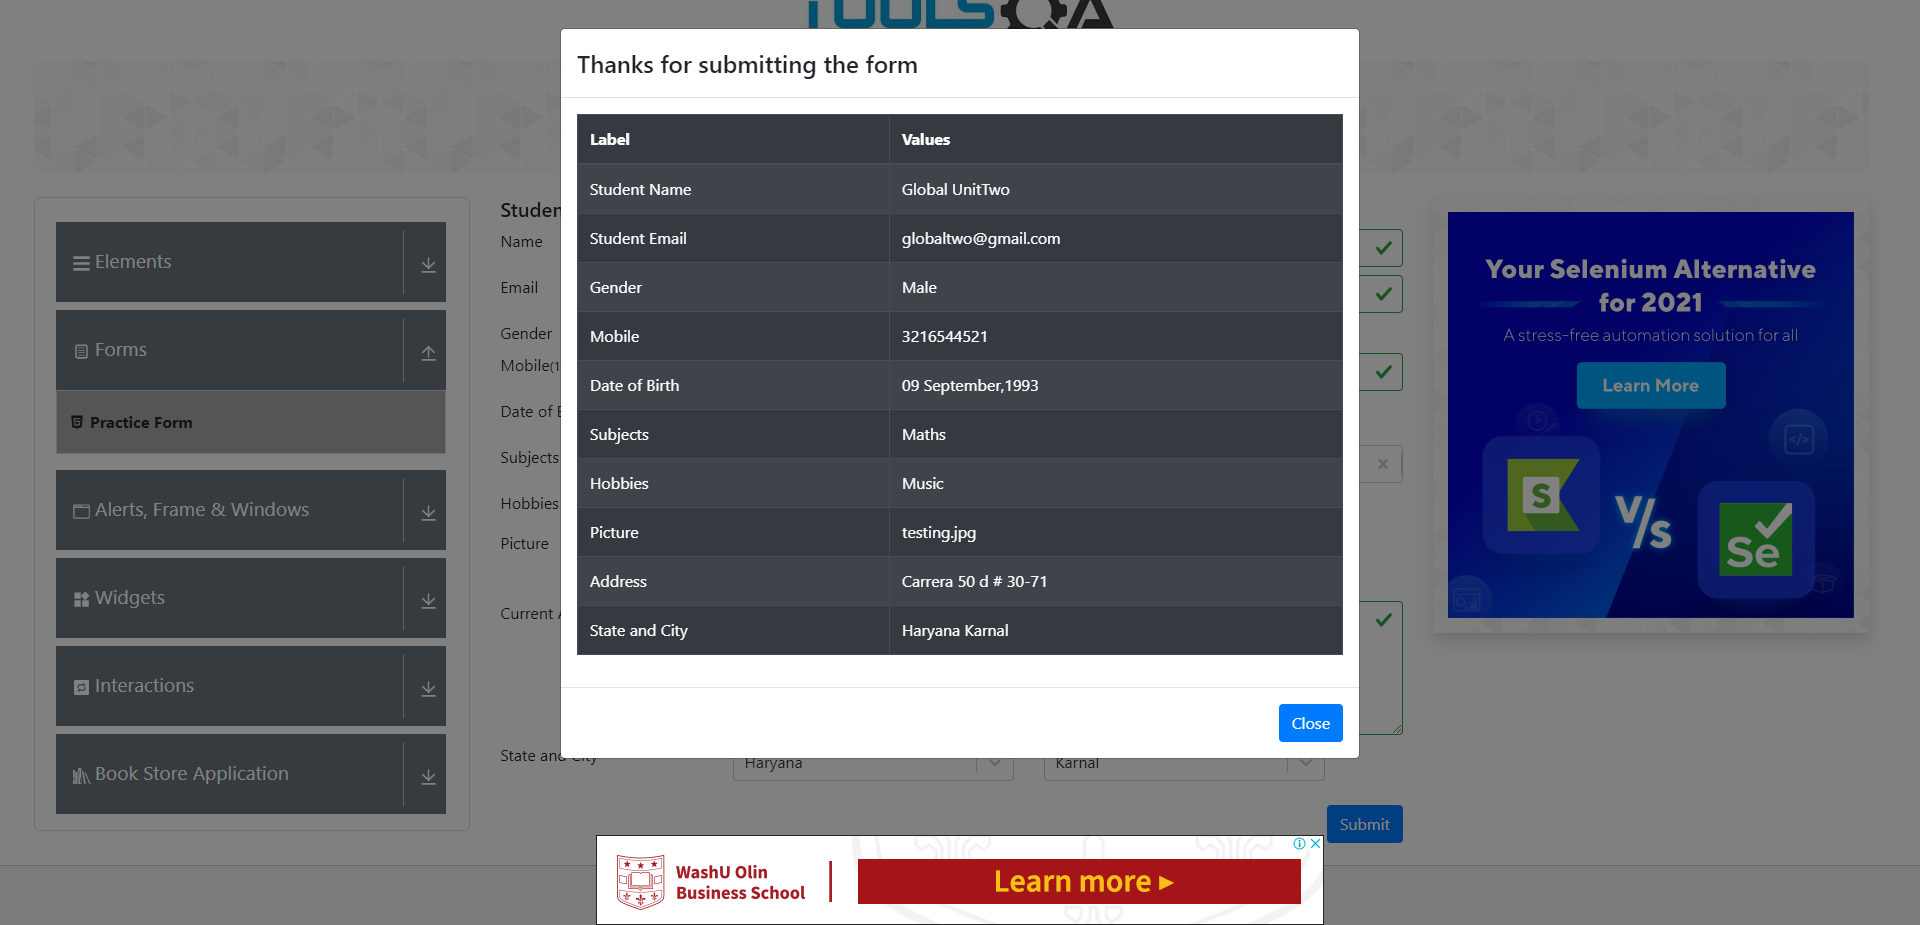 TOOLSQA
Thanks for submitting the form
Label Values
Student Name Global UnitTwo
Student Email globaltwo@gmail.com
Gender Male
Mobile 3216544521
Date of Birth 09 September,1993
Subjects Maths
Hobbies Music
Picture testing.jpg
Address Carrera 50 d # 30-71
State and City Haryana Karnal
Close
Elements
Forms
Practice Form
Alerts, Frame & Windows
Widgets
Interactions
Book Store Application
Studen
Name
Email
Gender
Mobile(1
Date of B
Subjects
Hobbies
Picture
Current A
State and City
Haryana
Karnal
Submit
Your Selenium Alternative
for 2021
A stress-free automation solution for all
Learn More
</>
S
V/s
Se
WashU Olin
Business School
Learn more ►